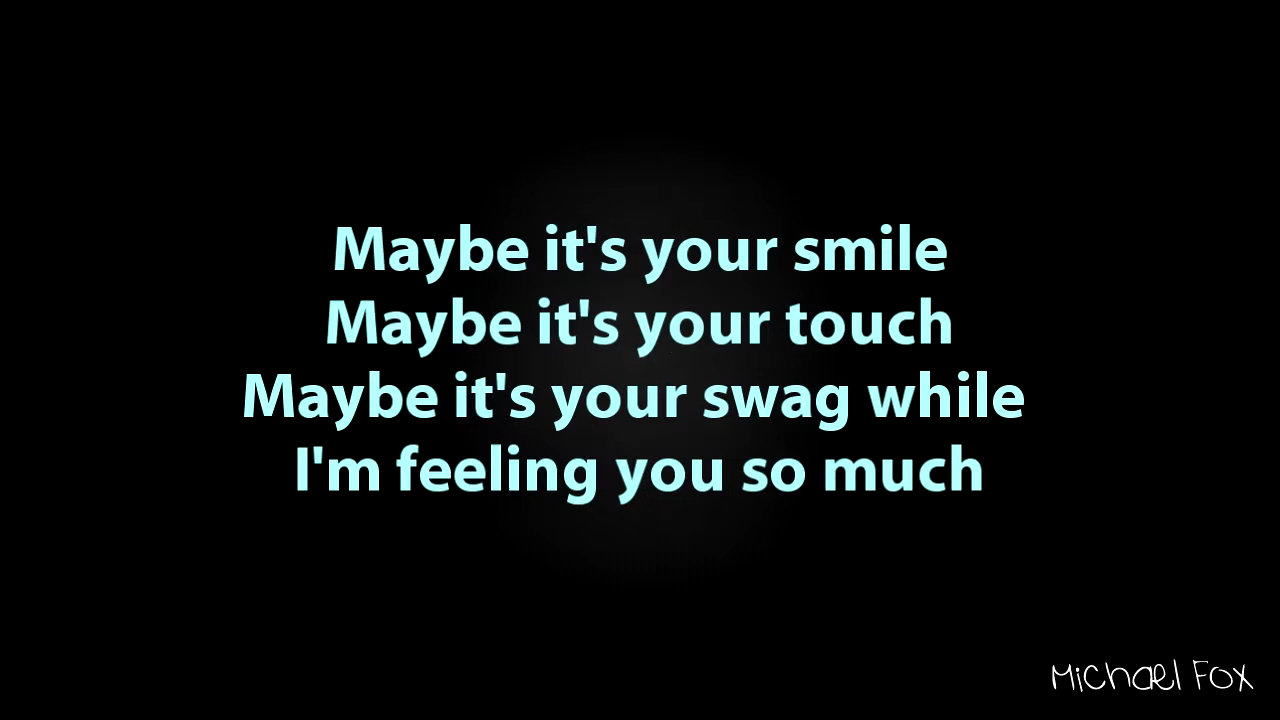 Maybe it's your smile
Maybe it's your touch
Maybe it's your swag while
I'm feeling you so much
Michael Fox